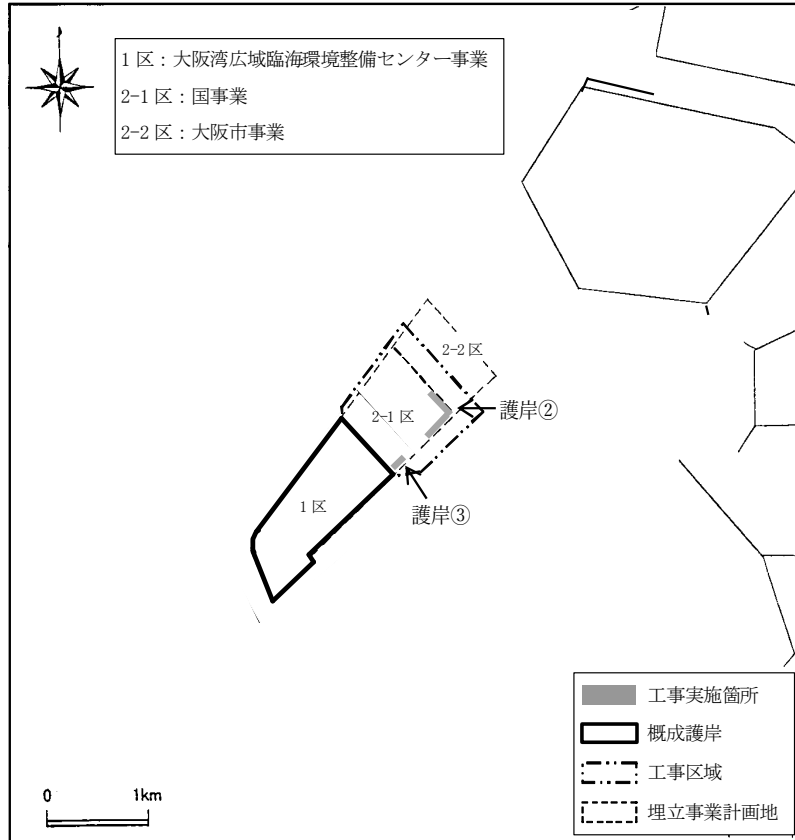 1区：大阪湾広域臨海環境整備センター事業
2-1区：国事業
2-2区：大阪市事業
2-2区
2-1区
護岸②
1区
護岸③
工事実施箇所
概成護岸
工事区域
埋立事業計画地
0 1km